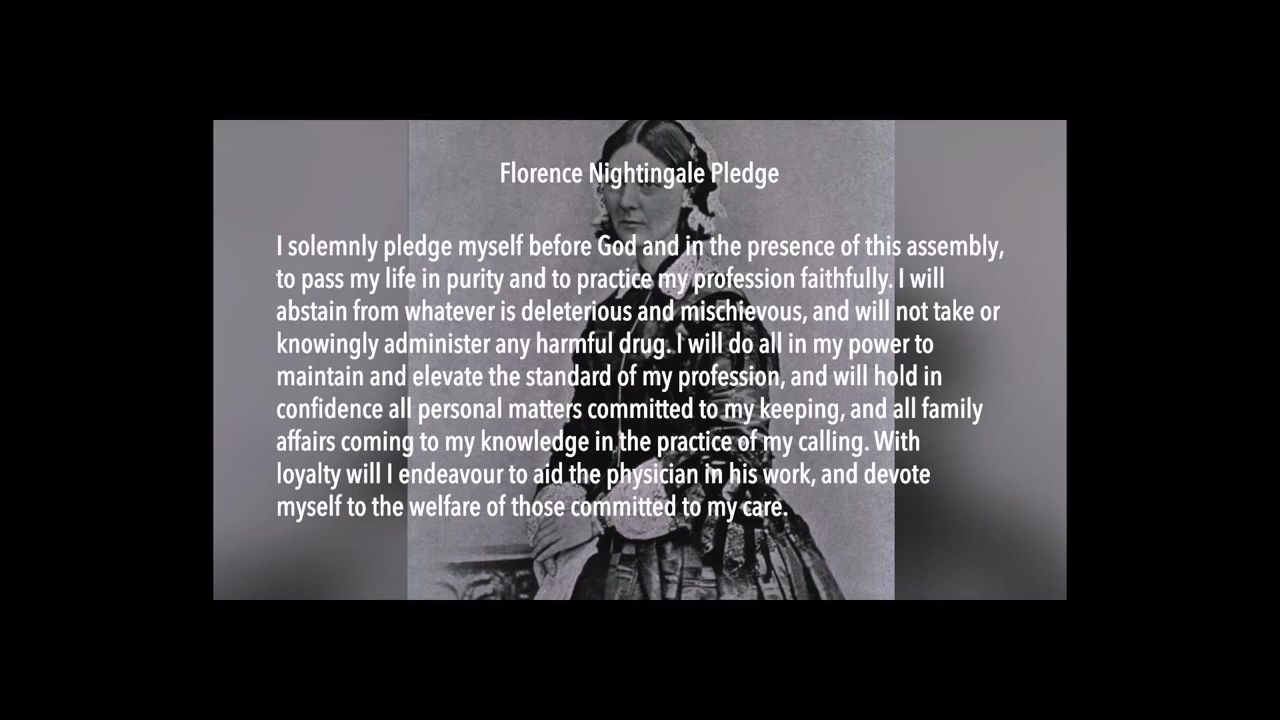 Florence Nightingale Pledge
I solemnly pledge myself before God and in the presence of this assembly,
to pass my life in purity and to practice my profession faithfully. I will
abstain from whatever is deleterious and mischievous, and will not take or
knowingly administer any harmful drug. I will do all in my power to
maintain and elevate the standard of my profession, and will hold in
confidence all personal matters committed to my keeping, and all family
affairs coming to my knowledge in the practice of my calling. With
loyalty will I endeavour to aid the physician in his work, and devote
myself to the welfare of those committed to my care.